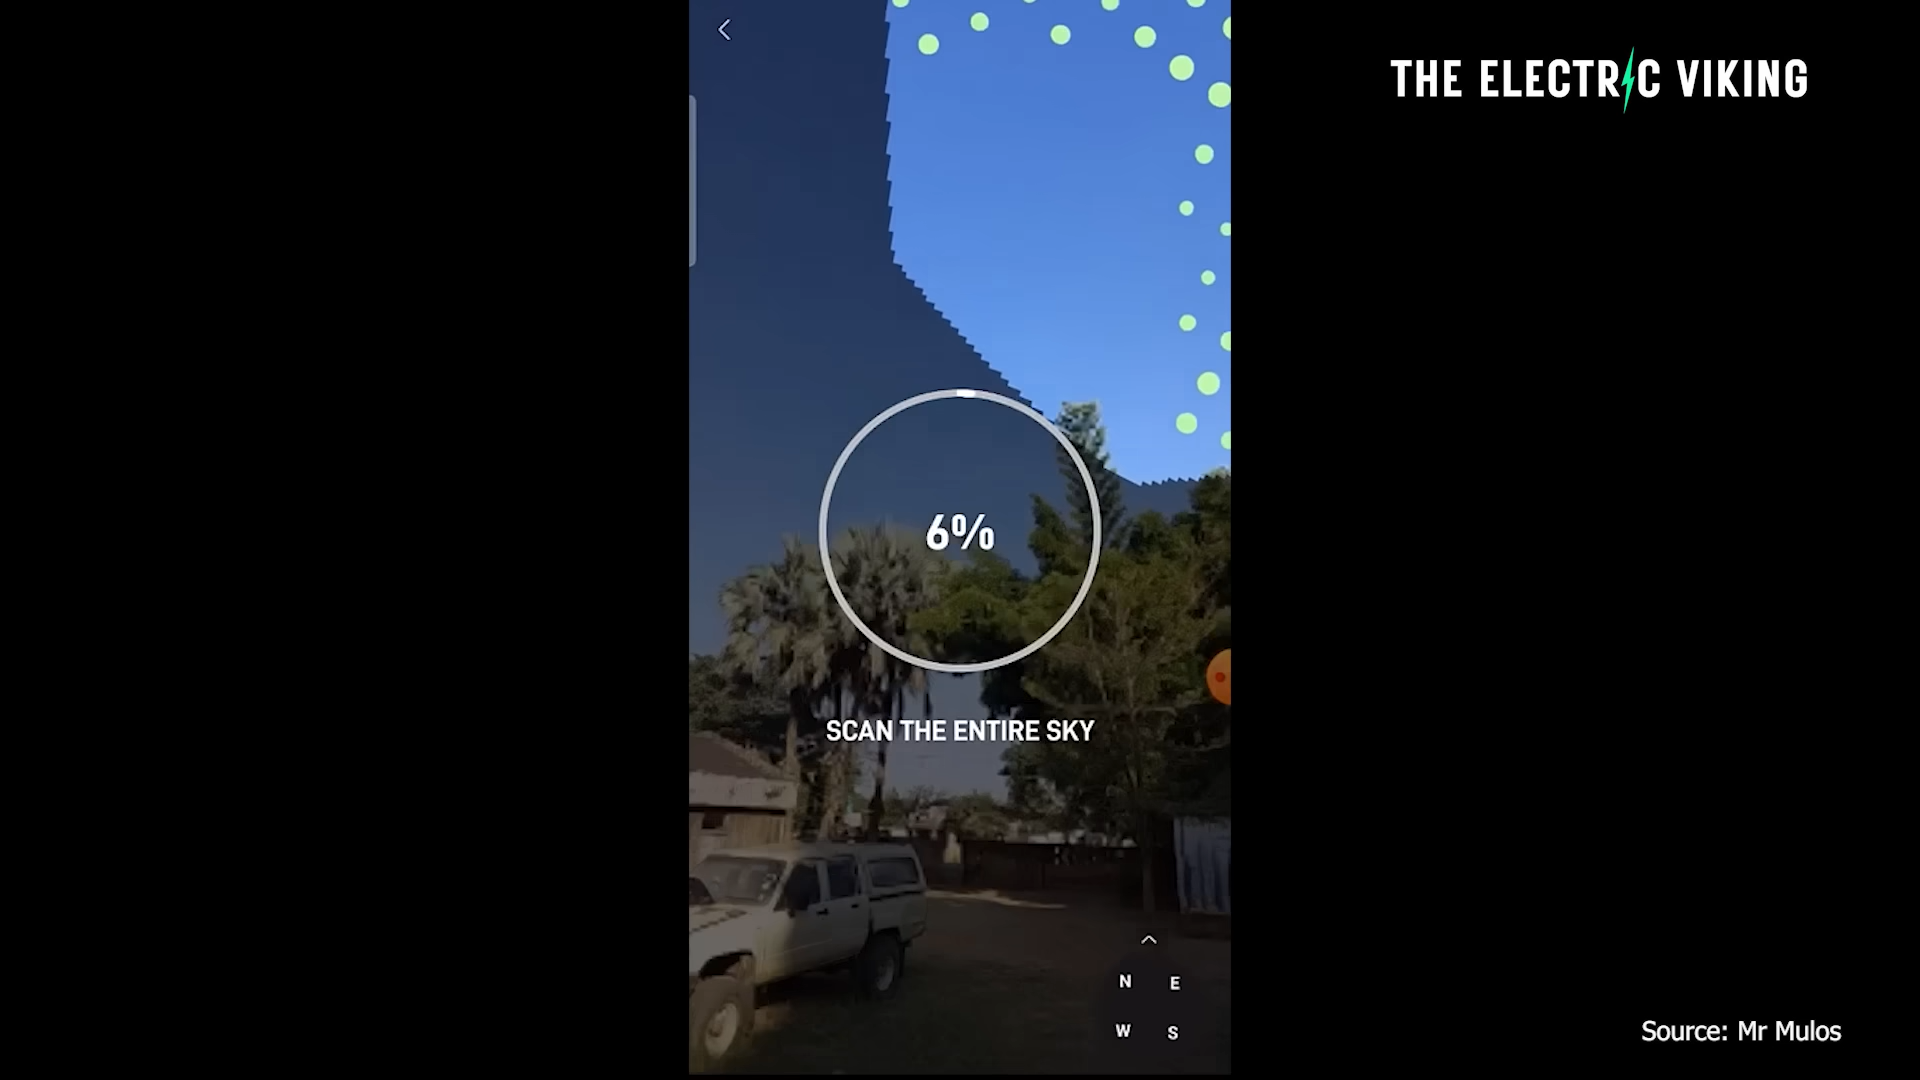 THE ELECTRIC VIKING
6%
SCAN THE ENTIRE SKY
N E
W S
Source: Mr Mulos